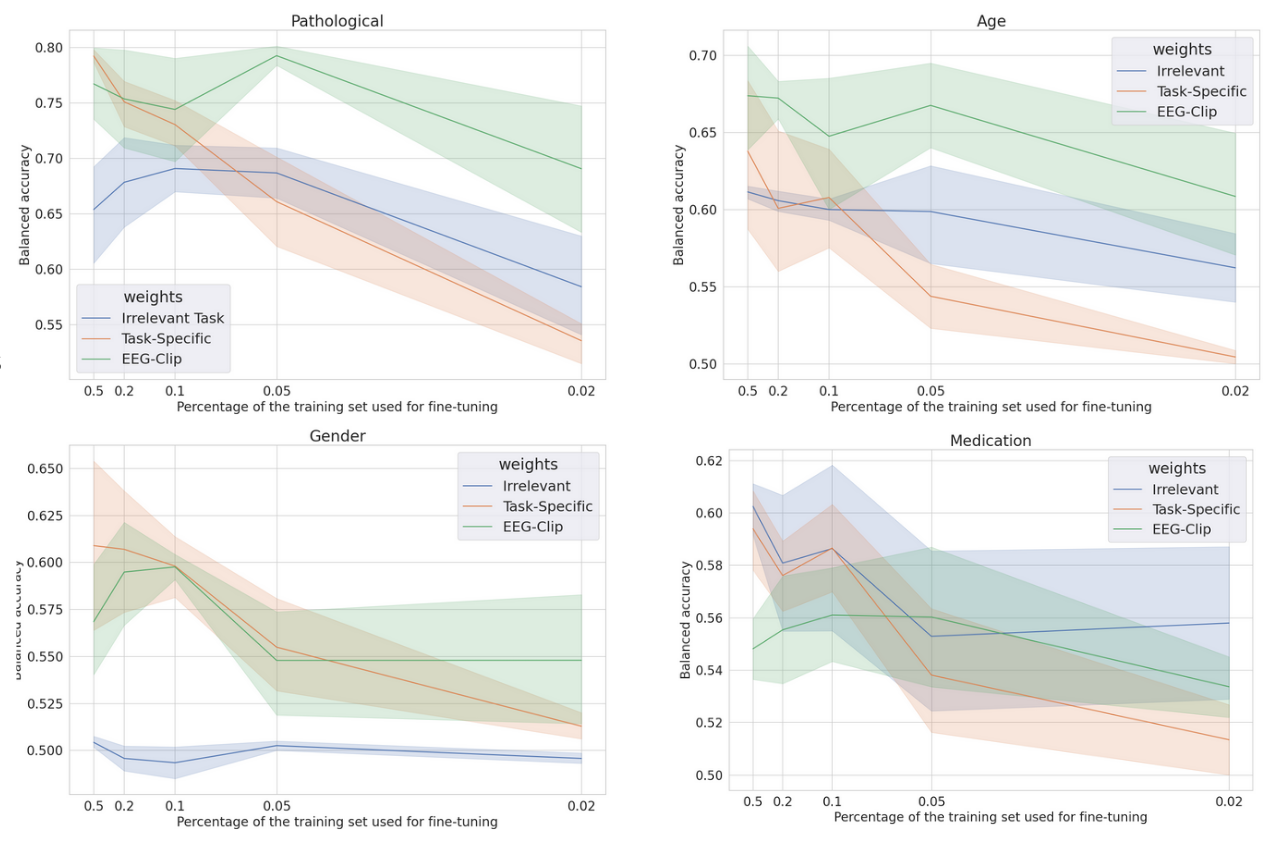 Pathological
0.80
0.75
0.70
0.65
0.60
0.55
Balanced accuracy
weights
Irrelevant Task
Task-Specific
EEG-Clip
0.5 0.2 0.1 0.05 0.02
Percentage of the training set used for fine-tuning
Age
0.70
0.65
0.60
0.55
0.50
Balanced accuracy
weights
Irrelevant
Task-Specific
EEG-Clip
0.5 0.2 0.1 0.05 0.02
Percentage of the training set used for fine-tuning
Gender
0.650
0.625
0.600
0.575
0.550
0.525
0.500
Balanced accuracy
weights
Irrelevant
Task-Specific
EEG-Clip
0.5 0.2 0.1 0.05 0.02
Percentage of the training set used for fine-tuning
Medication
0.62
0.60
0.58
0.56
0.54
0.52
0.50
Balanced accuracy
weights
Irrelevant
Task-Specific
EEG-Clip
0.5 0.2 0.1 0.05 0.02
Percentage of the training set used for fine-tuning